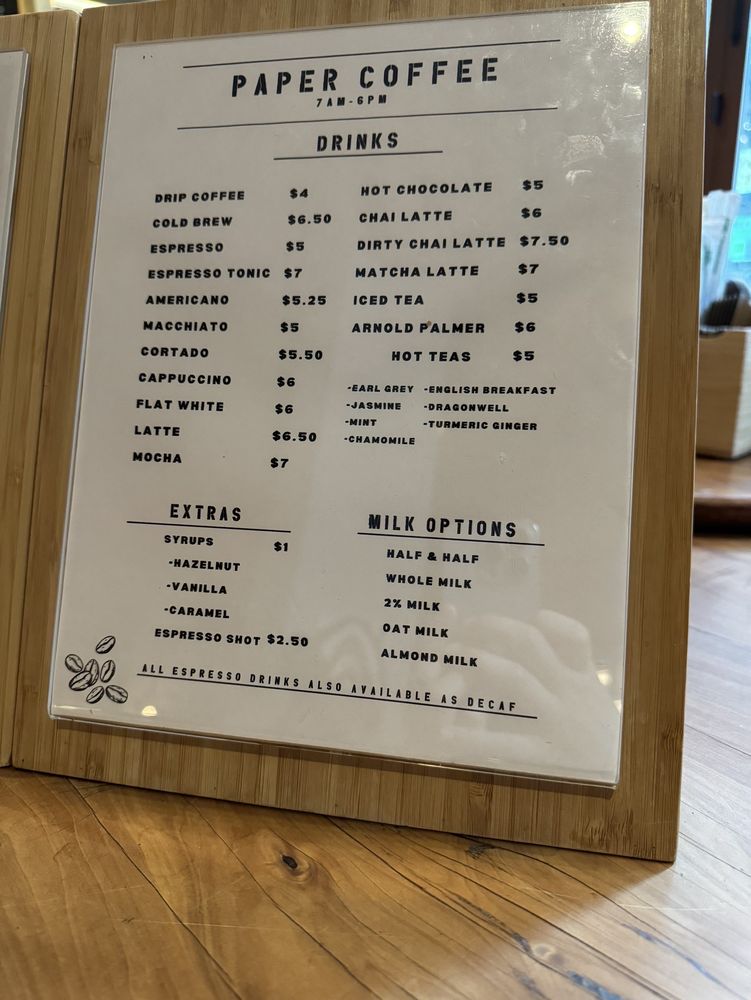 PAPER COFFEE
7AM-6PM
DRINKS
DRIP COFFEE $4
COLD BREW $6.50
ESPRESSO $5
ESPRESSO TONIC $7
AMERICANO $5.25
MACCHIATO $5
CORTADO $5.50
CAPPUCCINO $6
FLAT WHITE $6
LATTE $6.50
MOCHA $7
HOT CHOCOLATE $5
CHAI LATTE $6
DIRTY CHAI LATTE $7.50
MATCHA LATTE $7
ICED TEA $5
ARNOLD PALMER $6
HOT TEAS $5
-EARL GREY -ENGLISH BREAKFAST
-JASMINE -DRAGONWELL
-MINT -TURMERIC GINGER
-CHAMOMILE
EXTRAS
SYRUPS $1
-HAZELNUT
-VANILLA
-CARAMEL
ESPRESSO SHOT $2.50
MILK OPTIONS
HALF & HALF
WHOLE MILK
2% MILK
OAT MILK
ALMOND MILK
ALL ESPRESSO DRINKS ALSO AVAILABLE AS DECAF